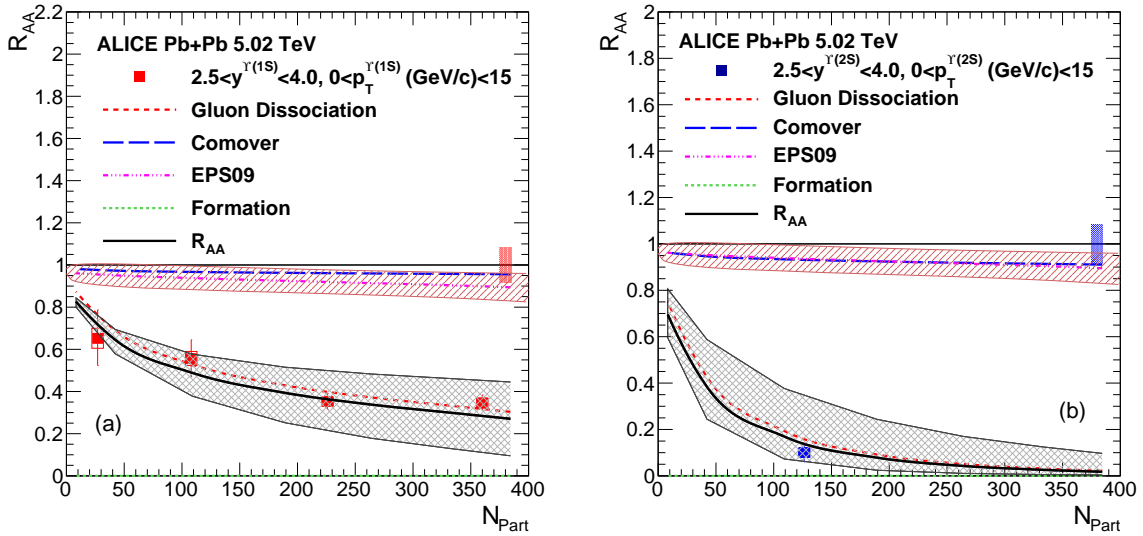 R_AA
2.2
2
1.8
1.6
1.4
1.2
1
0.8
0.6
0.4
0.2
0
ALICE Pb+Pb 5.02 TeV
2.5<y^ϒ(1S)<4.0, 0<p_T^ϒ(1S) (GeV/c)<15
Gluon Dissociation
Comover
EPS09
Formation
R_AA
(a)
0 50 100 150 200 250 300 350 400
N_Part
R_AA
2
1.8
1.6
1.4
1.2
1
0.8
0.6
0.4
0.2
0
ALICE Pb+Pb 5.02 TeV
2.5<y^ϒ(2S)<4.0, 0<p_T^ϒ(2S) (GeV/c)<15
Gluon Dissociation
Comover
EPS09
Formation
R_AA
(b)
0 50 100 150 200 250 300 350 400
N_Part